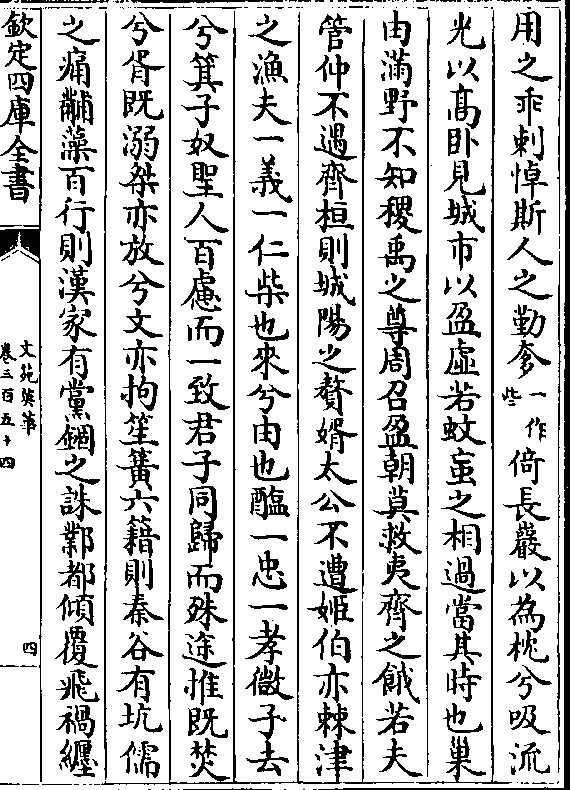 用之乖剌悼斯人之勤奓一作些倚長巖以為枕兮吸流
光以髙卧見城市以盈虛若蚊䖟之相過當其時也巢
由滿野不知稷禹之尊周召盈朝莫救夷齊之餓若夫
管仲不遇齊桓則城陽之贅婿太公不遭姬伯亦棘津
之漁夫一義一仁柴也來兮由也醢一忠一孝微子去
兮箕子奴聖人百慮而一致君子同歸而殊途惟既焚
兮胥既溺桀亦放兮文亦拘笙簧六籍則秦谷有坑儒
之痛黼藻百行則漢家有黨錮之誅鄴都傾覆飛禍纒
欽定四庫全書
文苑英華
卷三百五十四
四